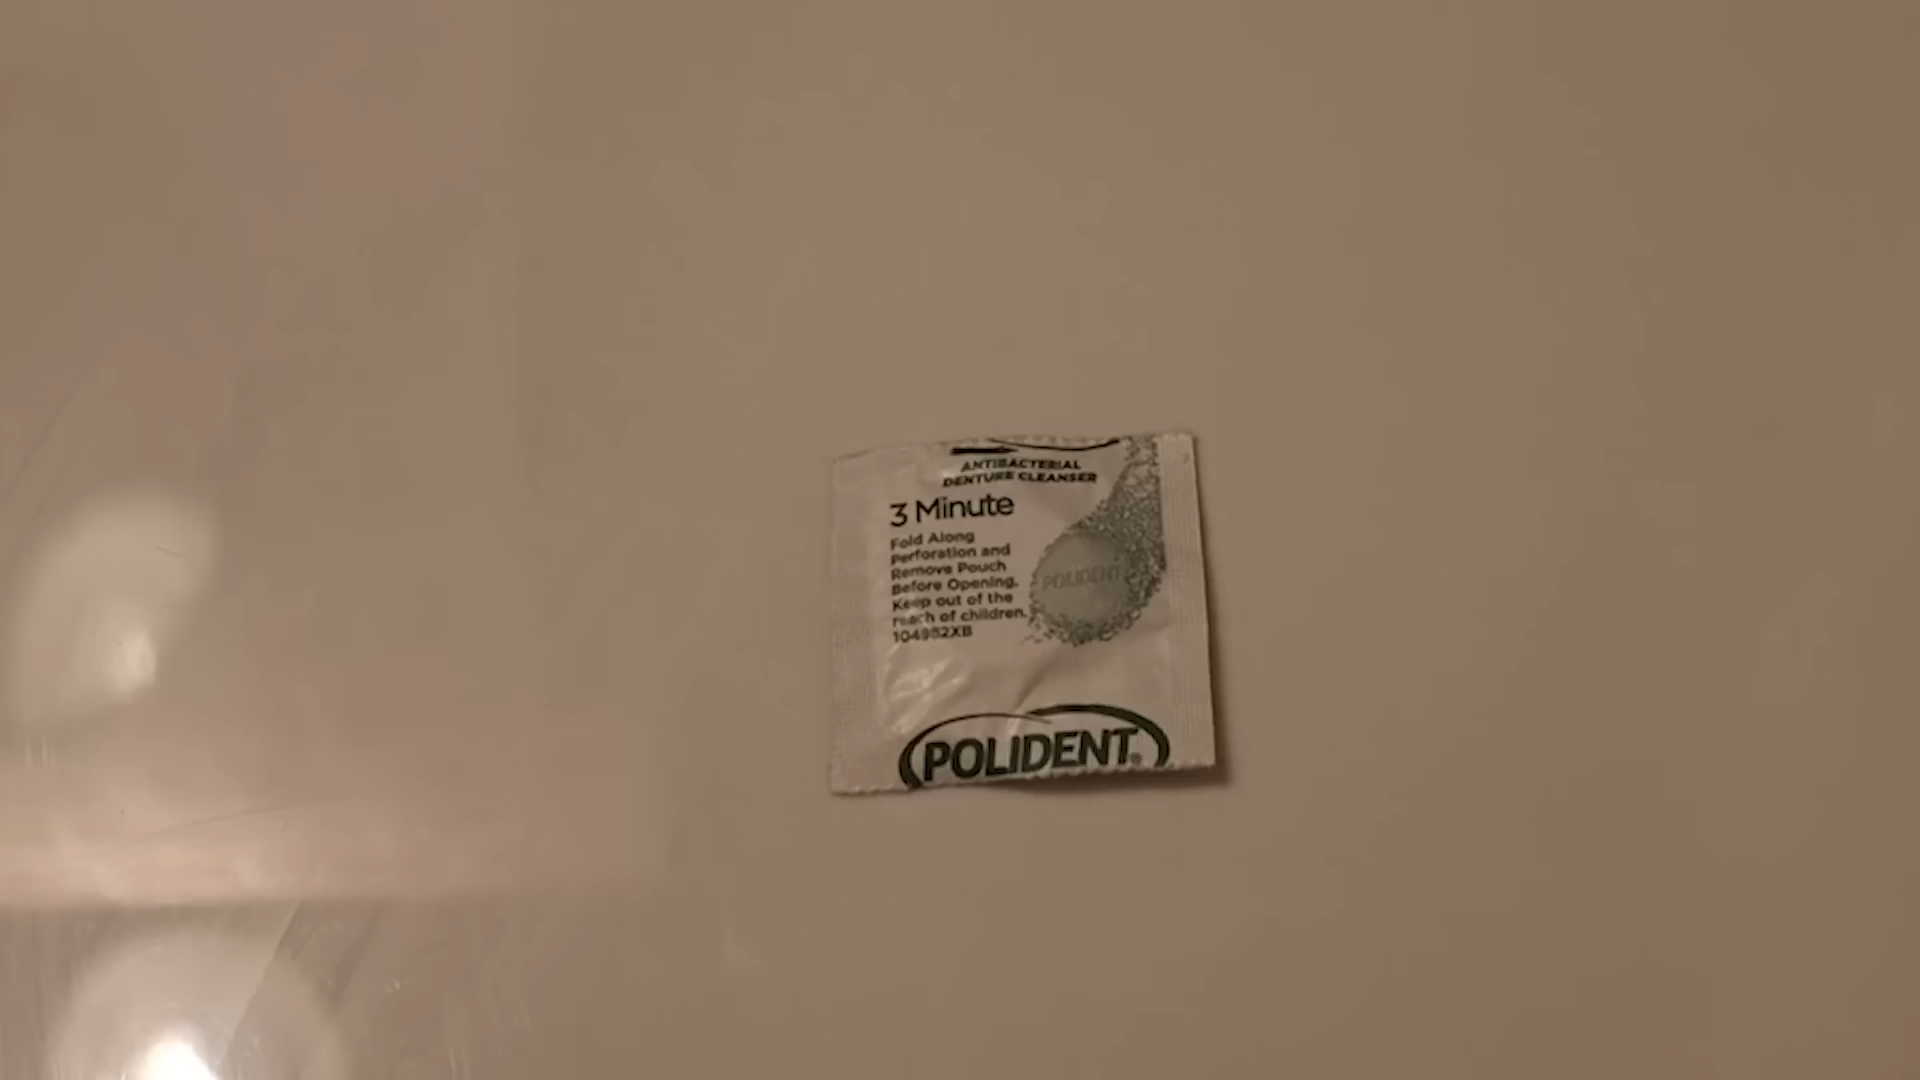 ANTIBACTERIAL
DENTURE CLEANSER
3 Minute
Fold Along
Perforation and
Remove Pouch
Before Opening.
Keep out of the
reach of children.
104982XB
POLIDENT
POLIDENT®